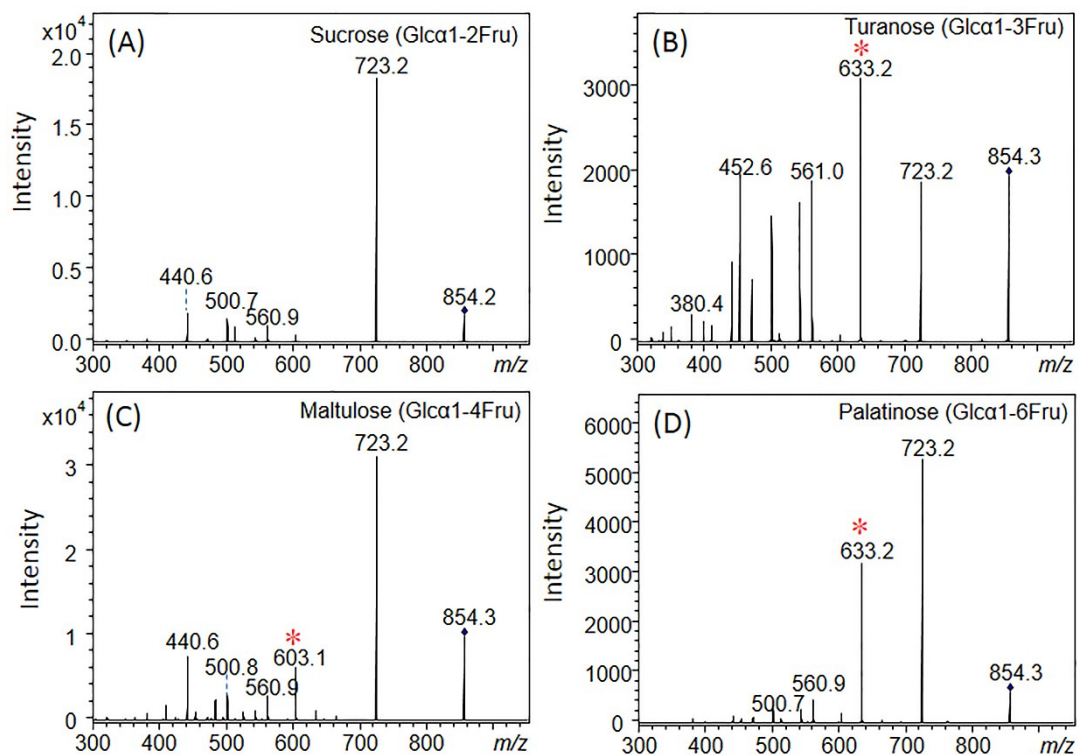 (A)
Sucrose (Glcα1-2Fru)
x10⁴
2.0
1.5
1.0
0.5
0.0
Intensity
723.2
440.6
500.7
560.9
854.2
300 400 500 600 700 800 m/z
(B)
Turanose (Glcα1-3Fru)
3000
2000
1000
0
Intensity
*
633.2
452.6
561.0
723.2
854.3
380.4
300 400 500 600 700 800 m/z
(C)
Maltulose (Glcα1-4Fru)
x10⁴
3
2
1
0
Intensity
723.2
854.3
*
603.1
440.6
500.8
560.9
300 400 500 600 700 800 m/z
(D)
Palatinose (Glcα1-6Fru)
6000
5000
4000
3000
2000
1000
0
Intensity
723.2
*
633.2
854.3
560.9
500.7
300 400 500 600 700 800 m/z